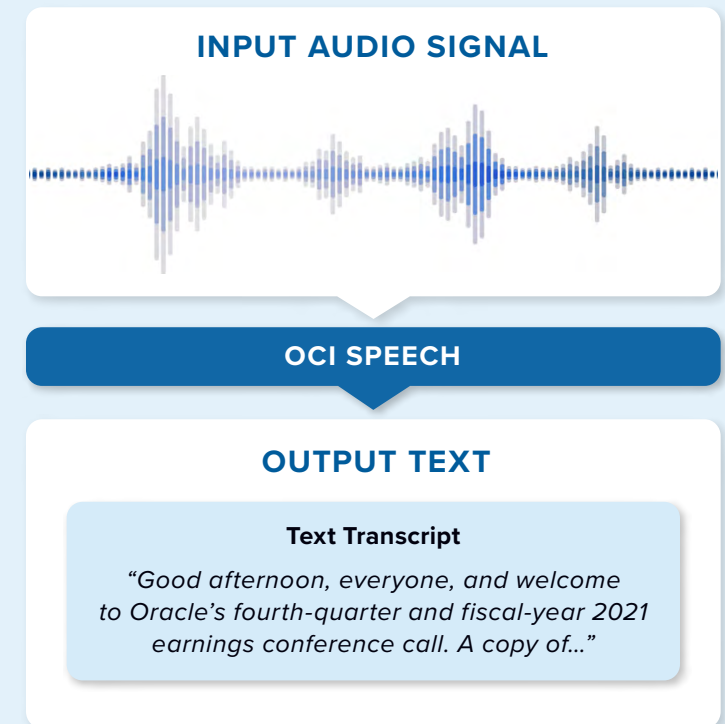 INPUT AUDIO SIGNAL
OCI SPEECH
OUTPUT TEXT
Text Transcript
“Good afternoon, everyone, and welcome
to Oracle’s fourth-quarter and fiscal-year 2021
earnings conference call. A copy of...”